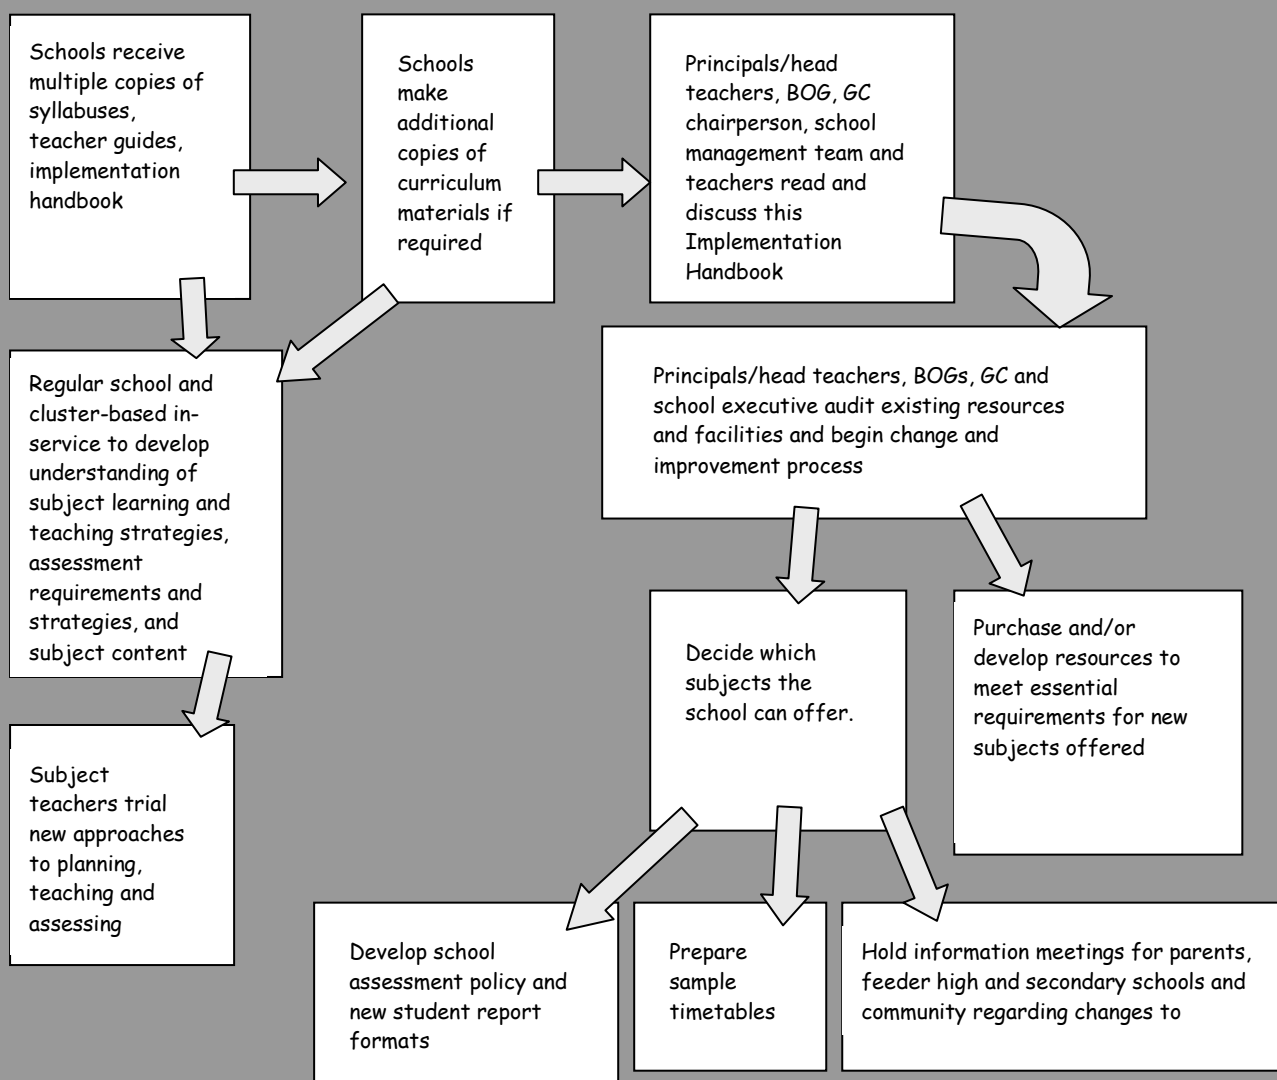 Schools receive
multiple copies of
syllabuses,
teacher guides,
implementation
handbook
Schools
make
additional
copies of
curriculum
materials if
required
Principals/head
teachers, BOG, GC
chairperson, school
management team and
teachers read and
discuss this
Implementation
Handbook
Principals/head teachers, BOGs, GC and
school executive audit existing resources
and facilities and begin change and
improvement process
Regular school and
cluster-based in-
service to develop
understanding of
subject learning and
teaching strategies,
assessment
requirements and
strategies, and
subject content
Decide which
subjects the
school can offer.
Purchase and/or
develop resources to
meet essential
requirements for new
subjects offered
Subject
teachers trial
new approaches
to planning,
teaching and
assessing
Develop school
assessment policy and
new student report
formats
Prepare
sample
timetables
Hold information meetings for parents,
feeder high and secondary schools and
community regarding changes to